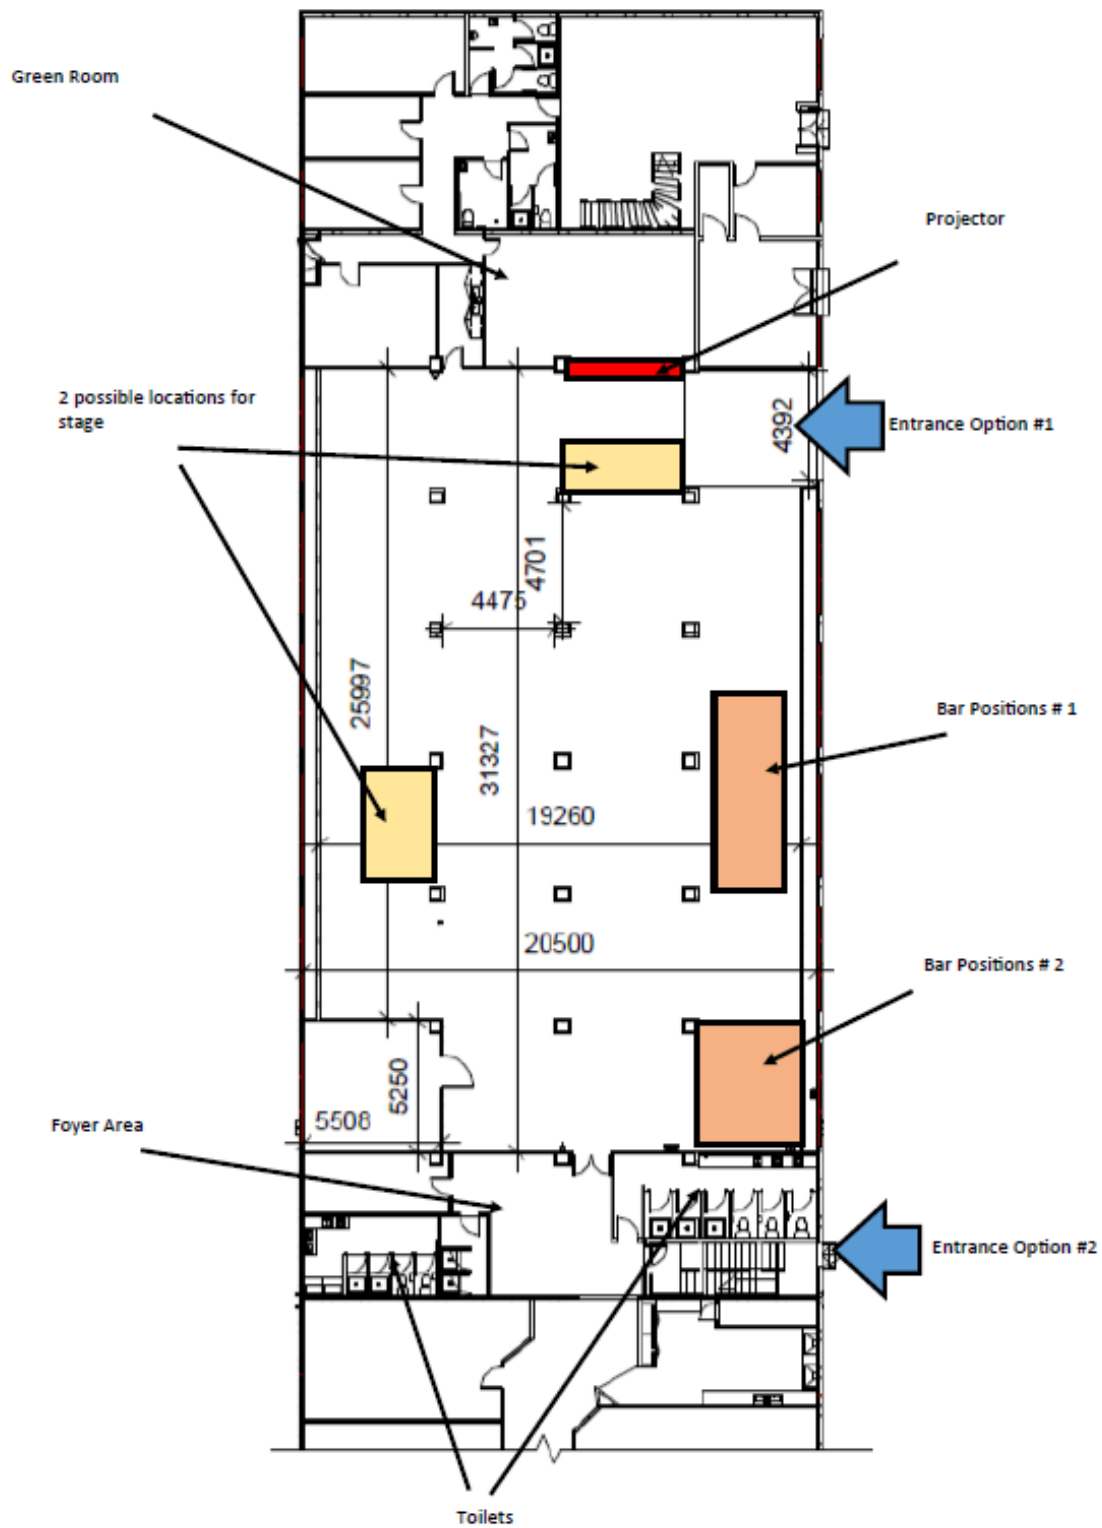 Green Room
Projector
2 possible locations for
stage
4392
Entrance Option #1
4701
4475
25997
31327
Bar Positions # 1
19260
20500
Bar Positions # 2
5250
5508
Foyer Area
Entrance Option #2
Toilets